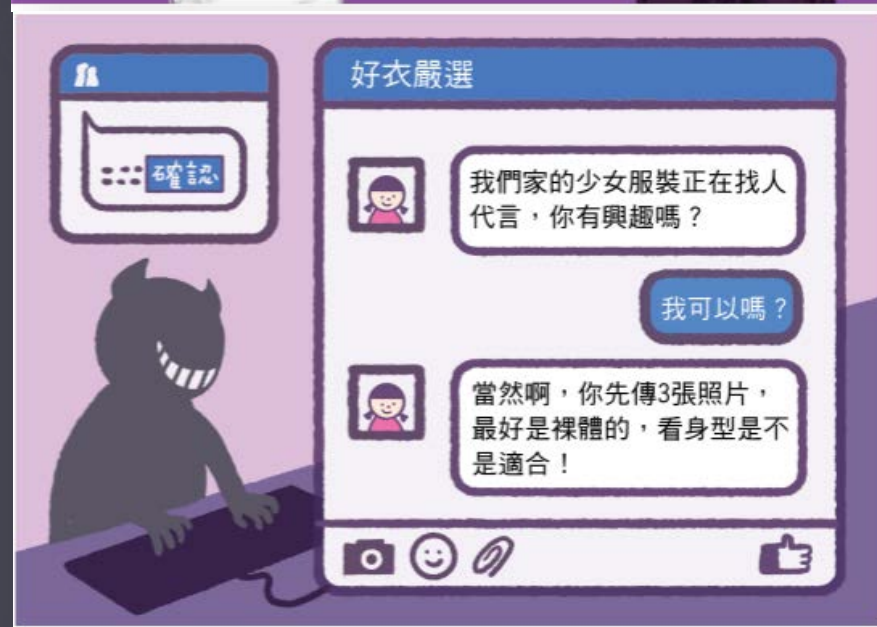 確認
好衣嚴選
我們家的少女服裝正在找人
代言，你有興趣嗎？
我可以嗎？
當然啊，你先傳3張照片，
最好是裸體的，看身型是不
是適合！